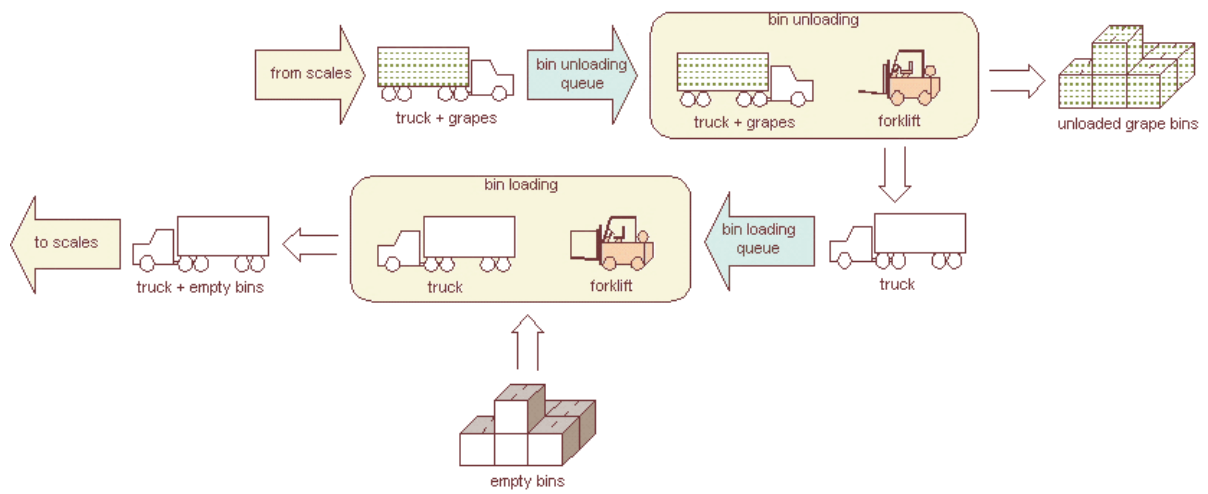 bin unloading
from scales
bin unloading
queue
truck + grapes
truck + grapes
forklift
unloaded grape bins
bin loading
to scales
bin loading
queue
truck + empty bins
truck
forklift
truck
empty bins